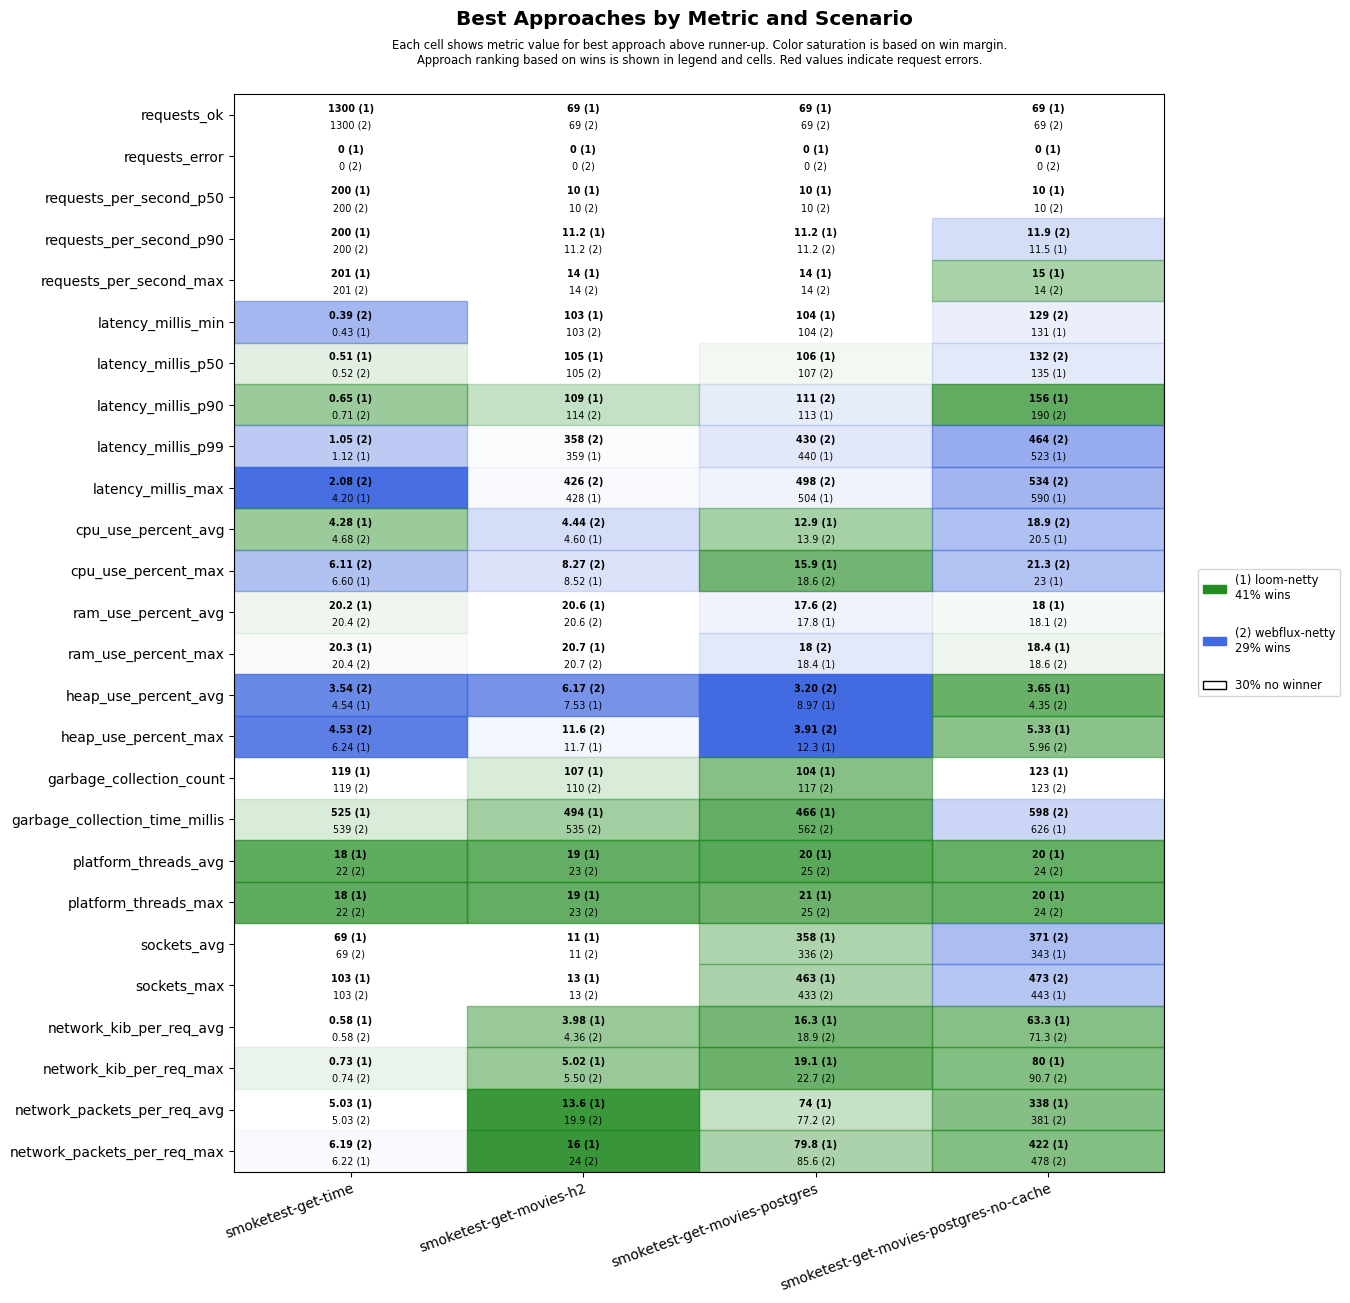 Best Approaches by Metric and Scenario
Each cell shows metric value for best approach above runner-up. Color saturation is based on win margin.
Approach ranking based on wins is shown in legend and cells. Red values indicate request errors.
requests_ok
1300 (1) 69 (1) 69 (1) 69 (1)
1300 (2) 69 (2) 69 (2) 69 (2)
requests_error
0 (1) 0 (1) 0 (1) 0 (1)
0 (2) 0 (2) 0 (2) 0 (2)
requests_per_second_p50
200 (1) 10 (1) 10 (1) 10 (1)
200 (2) 10 (2) 10 (2) 10 (2)
requests_per_second_p90
200 (1) 11.2 (1) 11.2 (1) 11.9 (2)
200 (2) 11.2 (2) 11.2 (2) 11.5 (1)
requests_per_second_max
201 (1) 14 (1) 14 (1) 15 (1)
201 (2) 14 (2) 14 (2) 14 (2)
latency_millis_min
0.39 (2) 103 (1) 104 (1) 129 (2)
0.43 (1) 103 (2) 104 (2) 131 (1)
latency_millis_p50
0.51 (1) 105 (1) 106 (1) 132 (2)
0.52 (2) 105 (2) 107 (2) 135 (1)
latency_millis_p90
0.65 (1) 109 (1) 111 (2) 156 (1)
0.71 (2) 114 (2) 113 (1) 190 (2)
latency_millis_p99
1.05 (2) 358 (2) 430 (2) 464 (2)
1.12 (1) 359 (1) 440 (1) 523 (1)
latency_millis_max
2.08 (2) 426 (2) 498 (2) 534 (2)
4.20 (1) 428 (1) 504 (1) 590 (1)
cpu_use_percent_avg
4.28 (1) 4.44 (2) 12.9 (1) 18.9 (2)
4.68 (2) 4.60 (1) 13.9 (2) 20.5 (1)
cpu_use_percent_max
6.11 (2) 8.27 (2) 15.9 (1) 21.3 (2)
6.60 (1) 8.52 (1) 18.6 (2) 23 (1)
ram_use_percent_avg
20.2 (1) 20.6 (1) 17.6 (2) 18 (1)
20.4 (2) 20.6 (2) 17.8 (1) 18.1 (2)
ram_use_percent_max
20.3 (1) 20.7 (1) 18 (2) 18.4 (1)
20.4 (2) 20.7 (2) 18.4 (1) 18.6 (2)
heap_use_percent_avg
3.54 (2) 6.17 (2) 3.20 (2) 3.65 (1)
4.54 (1) 7.53 (1) 8.97 (1) 4.35 (2)
heap_use_percent_max
4.53 (2) 11.6 (2) 3.91 (2) 5.33 (1)
6.24 (1) 11.7 (1) 12.3 (1) 5.96 (2)
garbage_collection_count
119 (1) 107 (1) 104 (1) 123 (1)
119 (2) 110 (2) 117 (2) 123 (2)
garbage_collection_time_millis
525 (1) 494 (1) 466 (1) 598 (2)
539 (2) 535 (2) 562 (2) 626 (1)
platform_threads_avg
18 (1) 19 (1) 20 (1) 20 (1)
22 (2) 23 (2) 25 (2) 24 (2)
platform_threads_max
18 (1) 19 (1) 21 (1) 20 (1)
22 (2) 23 (2) 25 (2) 24 (2)
sockets_avg
69 (1) 11 (1) 358 (1) 371 (2)
69 (2) 11 (2) 336 (2) 343 (1)
sockets_max
103 (1) 13 (1) 463 (1) 473 (2)
103 (2) 13 (2) 433 (2) 443 (1)
network_kib_per_req_avg
0.58 (1) 3.98 (1) 16.3 (1) 63.3 (1)
0.58 (2) 4.36 (2) 18.9 (2) 71.3 (2)
network_kib_per_req_max
0.73 (1) 5.02 (1) 19.1 (1) 80 (1)
0.74 (2) 5.50 (2) 22.7 (2) 90.7 (2)
network_packets_per_req_avg
5.03 (1) 13.6 (1) 74 (1) 338 (1)
5.03 (2) 19.9 (2) 77.2 (2) 381 (2)
network_packets_per_req_max
6.19 (2) 16 (1) 79.8 (1) 422 (1)
6.22 (1) 24 (2) 85.6 (2) 478 (2)
smoketest-get-time
smoketest-get-movies-h2
smoketest-get-movies-postgres
smoketest-get-movies-postgres-no-cache
(1) loom-netty
41% wins
(2) webflux-netty
29% wins
30% no winner